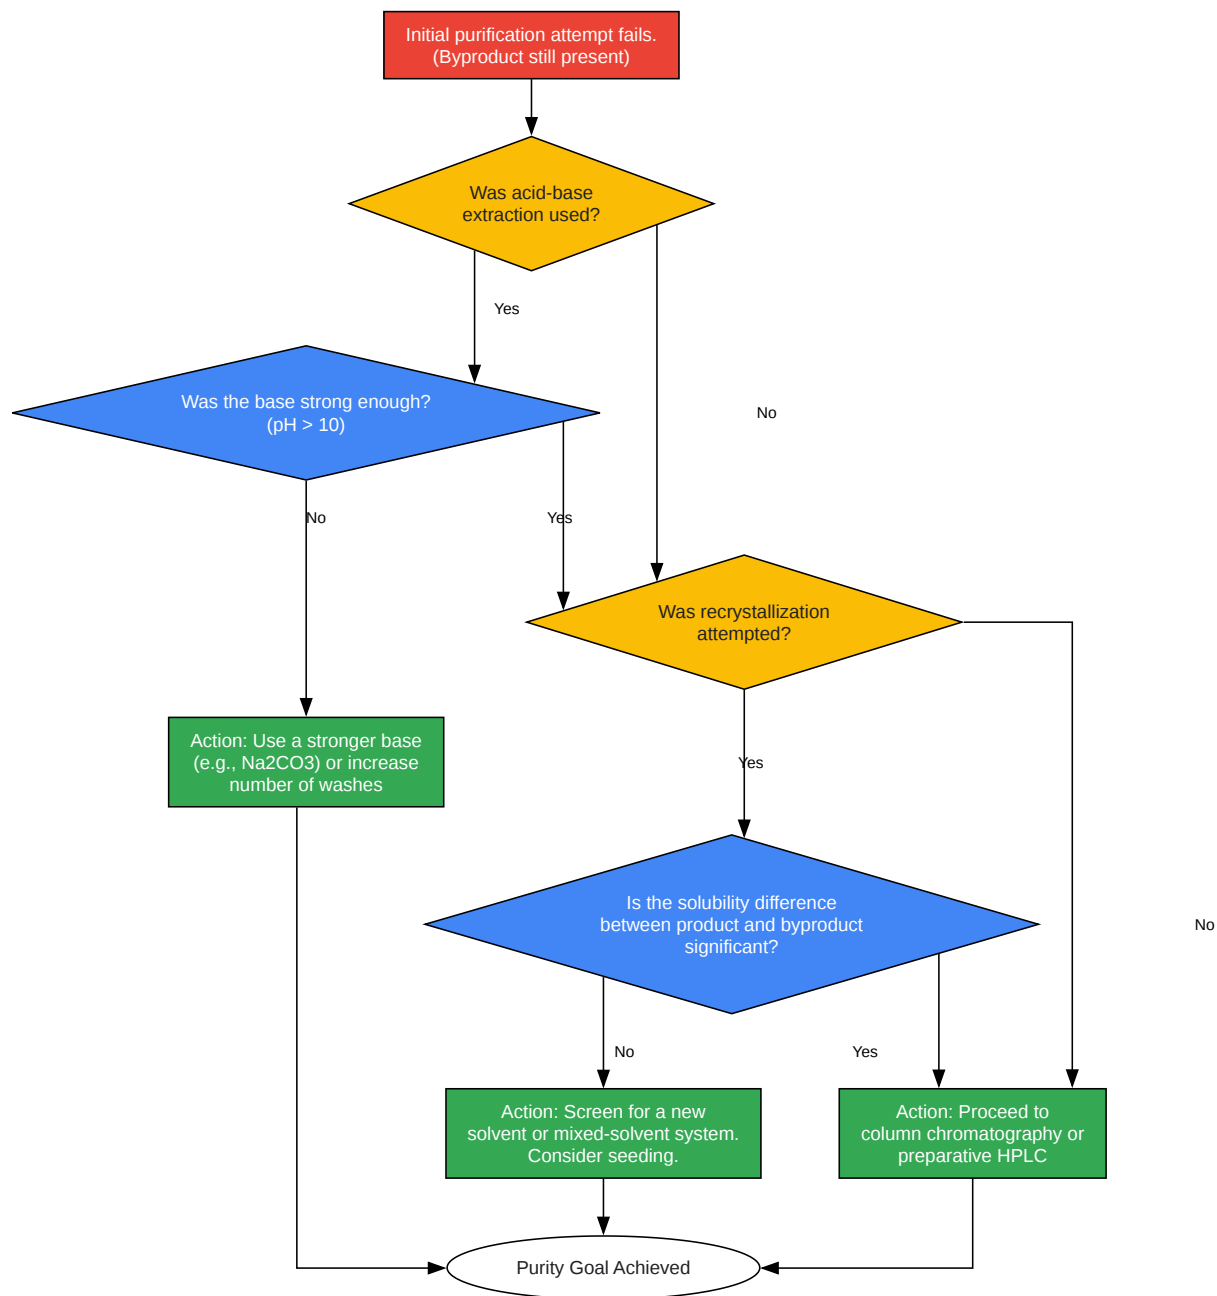 Initial purification attempt fails.
(Byproduct still present)
Was acid-base
extraction used?
Yes
Was the base strong enough?
(pH > 10)
No
No
Yes
Was recrystallization
attempted?
Action: Use a stronger base
(e.g., Na2CO3) or increase
number of washes
Yes
Is the solubility difference
between product and byproduct
significant?
No
No
Yes
Action: Screen for a new
solvent or mixed-solvent system.
Consider seeding.
Action: Proceed to
column chromatography or
preparative HPLC
Purity Goal Achieved